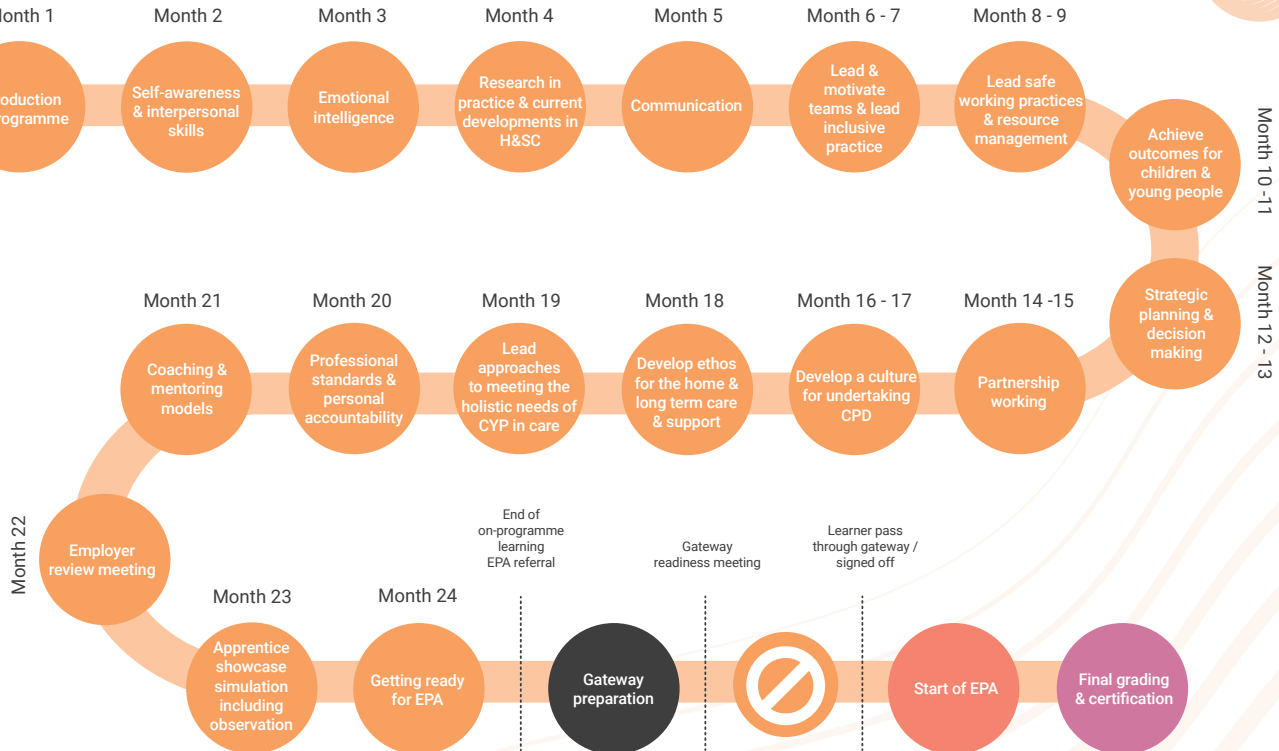 Month 1
Month 2
Month 3
Month 4
Month 5
Month 6 - 7
Month 8 - 9
Self-awareness
& interpersonal
skills
Emotional
intelligence
Research in
practice & current
developments in
H&SC
Communication
Lead &
motivate
teams & lead
inclusive
practice
Lead safe
working practices
& resource
management
Achieve
outcomes for
children &
young people
Month 10 -11
Strategic
planning &
decision
making
Month 12 - 13
Month 21
Month 20
Month 19
Month 18
Month 16 - 17
Month 14 -15
Coaching &
mentoring
models
Professional
standards &
personal
accountability
Lead
approaches
to meeting the
holistic needs of
CYP in care
Develop ethos
for the home &
long term care
& support
Develop a culture
for undertaking
CPD
Partnership
working
Month 22
Employer
review meeting
End of
on-programme
learning
EPA referral
Gateway
readiness meeting
Learner pass
through gateway /
signed off
Month 23
Month 24
Apprentice
showcase
simulation
including
observation
Getting ready
for EPA
Gateway
preparation
Start of EPA
Final grading
& certification